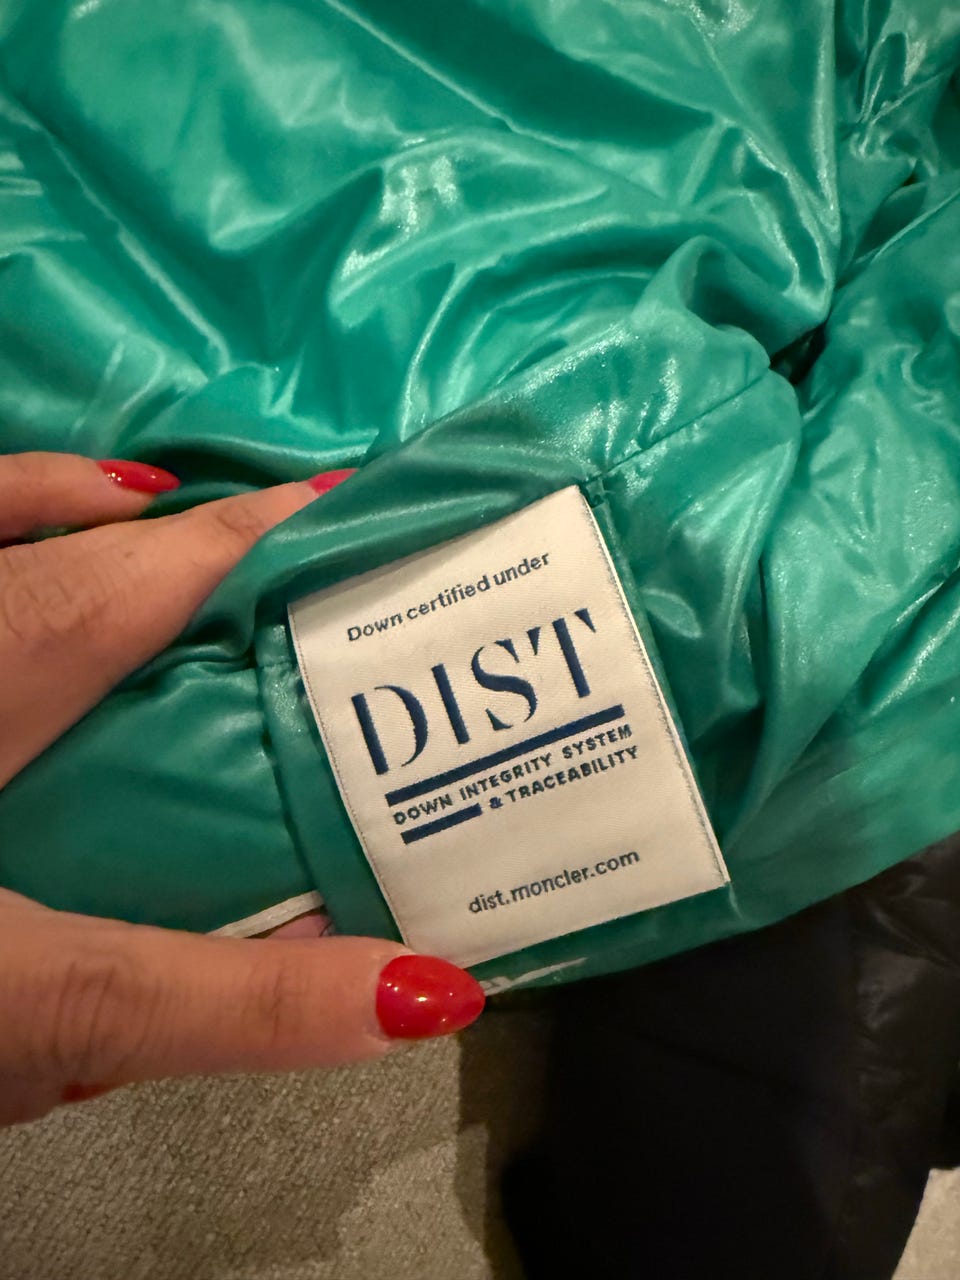 Down certified under
DIST
DOWN INTEGRITY SYSTEM
& TRACEABILITY
dist.moncler.com